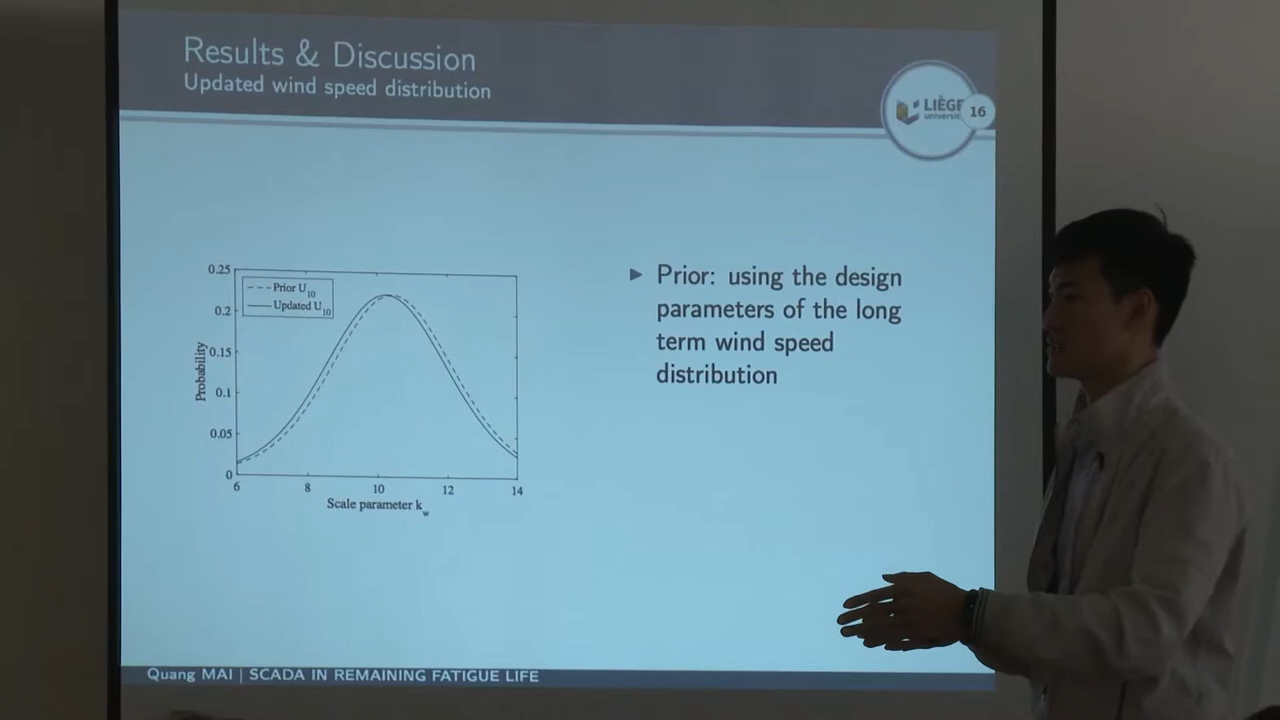 Results & Discussion
Updated wind speed distribution
LIÈGE
universit
16
0.25
0.2
0.15
0.1
0.05
0
Probability
Prior U10
Updated U10
6 8 10 12 14
Scale parameter kw
► Prior: using the design
parameters of the long
term wind speed
distribution
Quang MAI | SCADA IN REMAINING FATIGUE LIFE